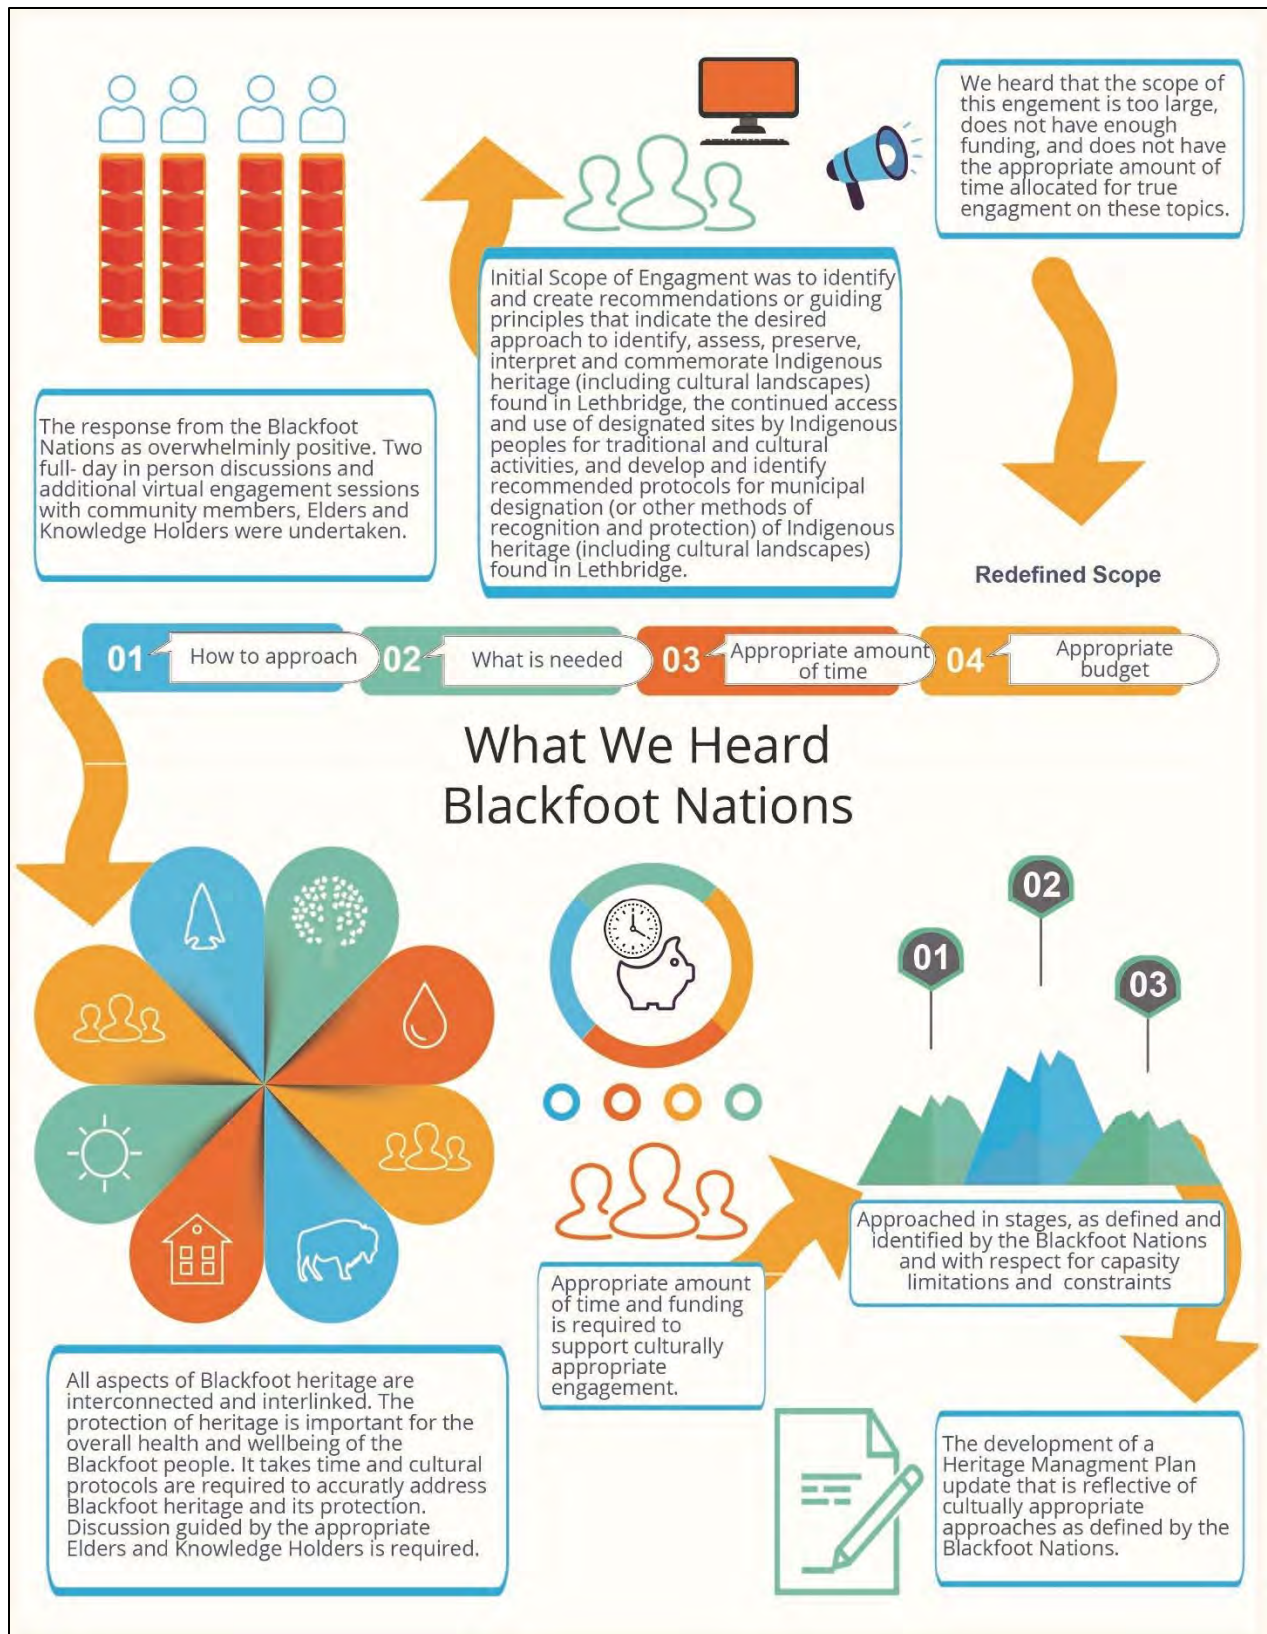 We heard that the scope of
this engement is too large,
does not have enough
funding, and does not have
the appropriate amount of
time allocated for true
engagment on these topics.
Initial Scope of Engagment was to identify
and create recommendations or guiding
principles that indicate the desired
approach to identify, assess, preserve,
interpret and commemorate Indigenous
heritage (including cultural landscapes)
found in Lethbridge, the continued access
and use of designated sites by Indigenous
peoples for traditional and cultural
activities, and develop and identify
recommended protocols for municipal
designation (or other methods of
recognition and protection) of Indigenous
heritage (including cultural landscapes)
found in Lethbridge.
The response from the Blackfoot
Nations as overwhelminly positive. Two
full- day in person discussions and
additional virtual engagement sessions
with community members, Elders and
Knowledge Holders were undertaken.
Redefined Scope
01 How to approach
02 What is needed
03 Appropriate amount
of time
04 Appropriate
budget
What We Heard
Blackfoot Nations
01
02
03
Approached in stages, as defined and
identified by the Blackfoot Nations
and with respect for capasity
limitations and constraints
Appropriate amount
of time and funding
is required to
support culturally
appropriate
engagement.
All aspects of Blackfoot heritage are
interconnected and interlinked. The
protection of heritage is important for the
overall health and wellbeing of the
Blackfoot people. It takes time and cultural
protocols are required to accuratly address
Blackfoot heritage and its protection.
Discussion guided by the appropriate
Elders and Knowledge Holders is required.
The development of a
Heritage Managment Plan
update that is reflective of
cultually appropriate
approaches as defined by the
Blackfoot Nations.